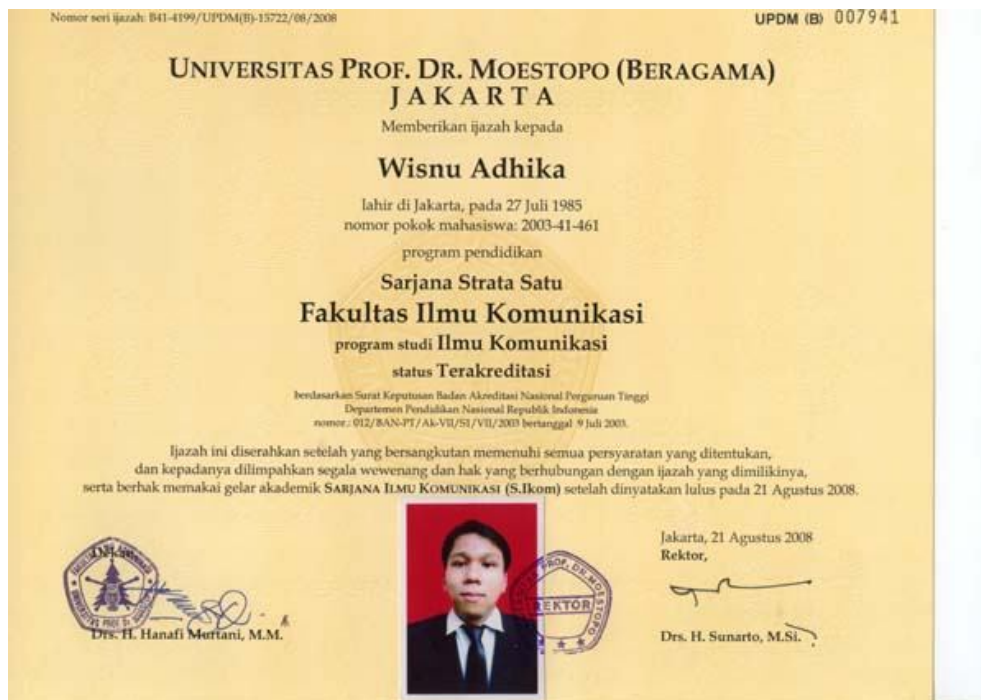 Nomor seri ijazah: B41-4199/UPDM(B)-15722/08/2008
UPDM (B) 007941
UNIVERSITAS PROF. DR. MOESTOPO (BERAGAMA)
JAKARTA
Memberikan ijazah kepada
Wisnu Adhika
lahir di Jakarta, pada 27 Juli 1985
nomor pokok mahasiswa: 2003-41-461
program pendidikan
Sarjana Strata Satu
Fakultas Ilmu Komunikasi
program studi Ilmu Komunikasi
status Terakreditasi
berdasarkan Surat Keputusan Badan Akreditasi Nasional Perguruan Tinggi
Departemen Pendidikan Nasional Republik Indonesia
nomor.: 012/BAN-PT/Ak-VII/S1/VII/2003 bertanggal 9 Juli 2003.
Ijazah ini diserahkan setelah yang bersangkutan memenuhi semua persyaratan yang ditentukan,
dan kepadanya dilimpahkan segala wewenang dan hak yang berhubungan dengan ijazah yang dimilikinya,
serta berhak memakai gelar akademik SARJANA ILMU KOMUNIKASI (S.Ikom) setelah dinyatakan lulus pada 21 Agustus 2008.
Jakarta, 21 Agustus 2008
Dekan,
Rektor,
PROF. DR. MOESTOPO
REKTOR
Drs. H. Hanafi Murtani, M.M.
Drs. H. Sunarto, M.Si.